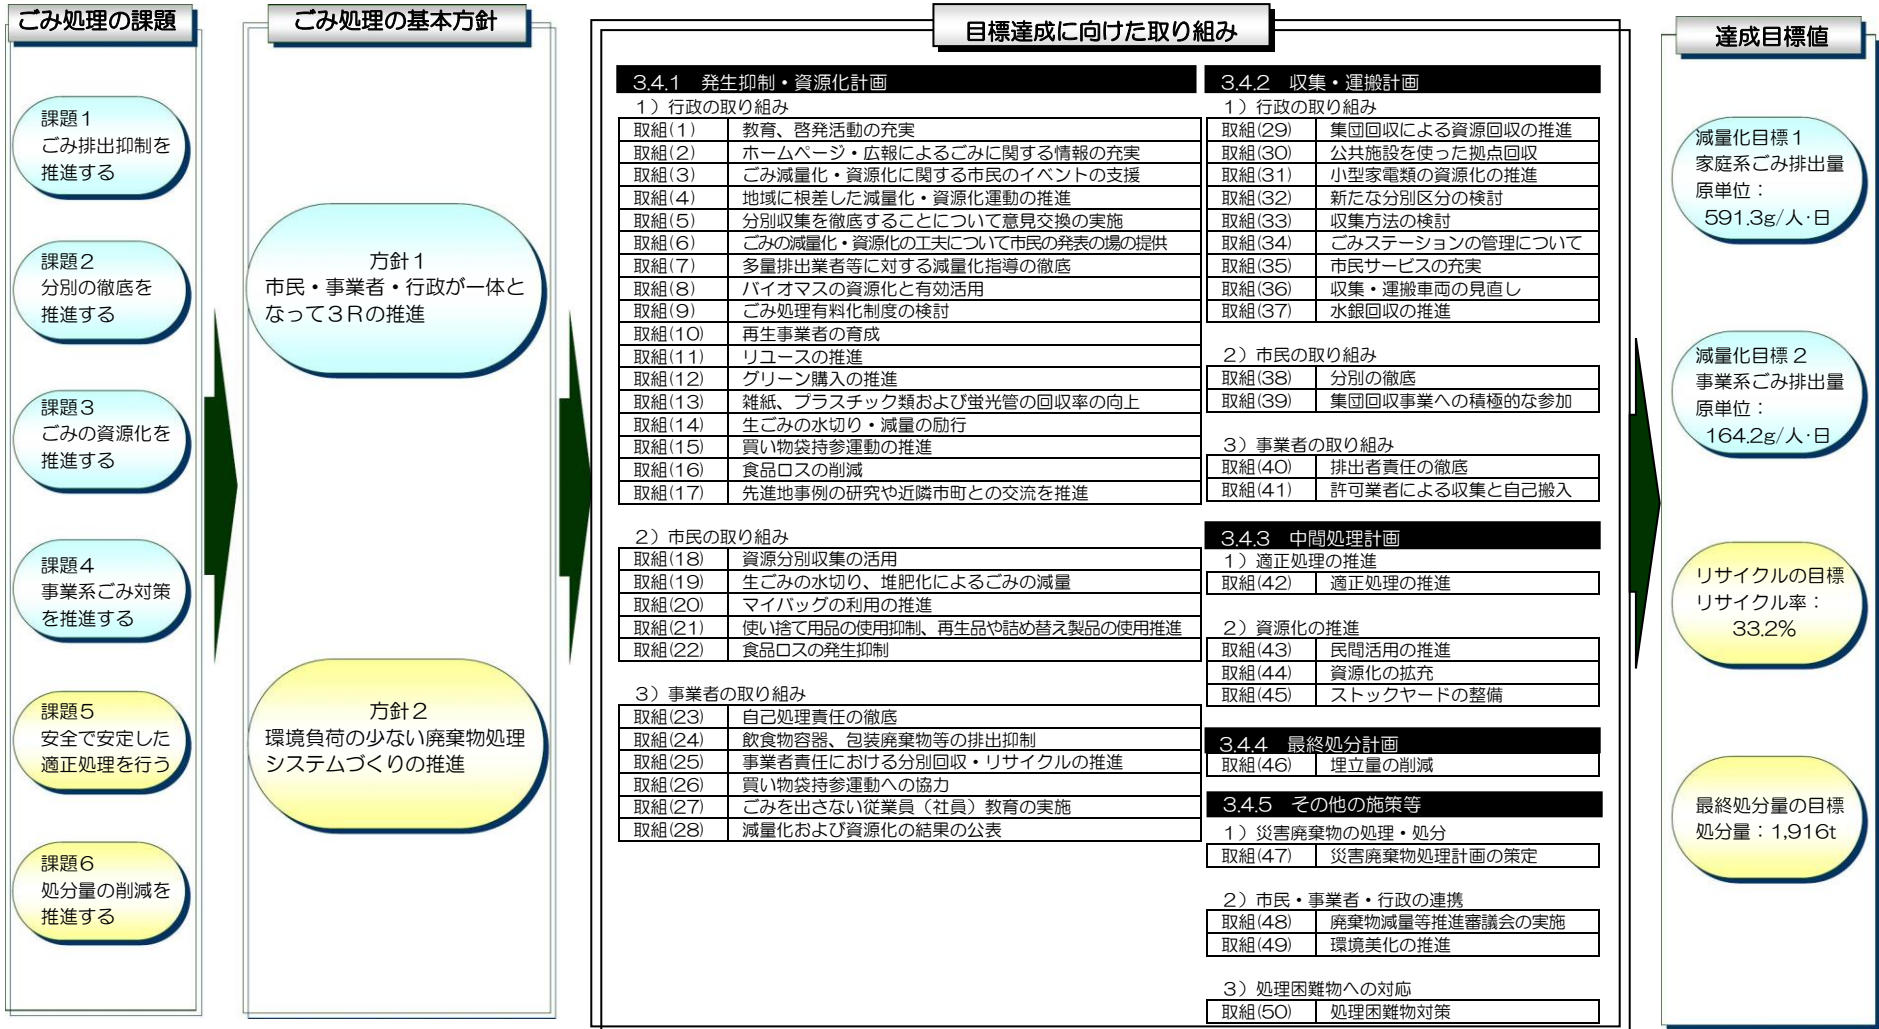 ごみ処理の課題
課題1
ごみ排出抑制を
推進する
課題2
分別の徹底を
推進する
課題3
ごみの資源化を
推進する
課題4
事業系ごみ対策
を推進する
課題5
安全で安定した
適正処理を行う
課題6
処分量の削減を
推進する
ごみ処理の基本方針
方針1
市民・事業者・行政が一体と
なって3Rの推進
方針2
環境負荷の少ない廃棄物処理
システムづくりの推進
目標達成に向けた取り組み
3.4.1 発生抑制・資源化計画
1）行政の取り組み
取組(1) 教育、啓発活動の充実
取組(2) ホームページ・広報によるごみに関する情報の充実
取組(3) ごみ減量化・資源化に関する市民のイベントの支援
取組(4) 地域に根差した減量化・資源化運動の推進
取組(5) 分別収集を徹底することについて意見交換の実施
取組(6) ごみの減量化・資源化の工夫について市民の発表の場の提供
取組(7) 多量排出業者等に対する減量化指導の徹底
取組(8) バイオマスの資源化と有効活用
取組(9) ごみ処理有料化制度の検討
取組(10) 再生事業者の育成
取組(11) リユースの推進
取組(12) グリーン購入の推進
取組(13) 雑紙、プラスチック類および蛍光管の回収率の向上
取組(14) 生ごみの水切り・減量の励行
取組(15) 買い物袋持参運動の推進
取組(16) 食品ロスの削減
取組(17) 先進地事例の研究や近隣市町との交流を推進
2）市民の取り組み
取組(18) 資源分別収集の活用
取組(19) 生ごみの水切り、堆肥化によるごみの減量
取組(20) マイバッグの利用の推進
取組(21) 使い捨て用品の使用抑制、再生品や詰め替え製品の使用推進
取組(22) 食品ロスの発生抑制
3）事業者の取り組み
取組(23) 自己処理責任の徹底
取組(24) 飲食物容器、包装廃棄物等の排出抑制
取組(25) 事業者責任における分別回収・リサイクルの推進
取組(26) 買い物袋持参運動への協力
取組(27) ごみを出さない従業員（社員）教育の実施
取組(28) 減量化および資源化の結果の公表
3.4.2 収集・運搬計画
1）行政の取り組み
取組(29) 集団回収による資源回収の推進
取組(30) 公共施設を使った拠点回収
取組(31) 小型家電類の資源化の推進
取組(32) 新たな分別区分の検討
取組(33) 収集方法の検討
取組(34) ごみステーションの管理について
取組(35) 市民サービスの充実
取組(36) 収集・運搬車両の見直し
取組(37) 水銀回収の推進
2）市民の取り組み
取組(38) 分別の徹底
取組(39) 集団回収事業への積極的な参加
3）事業者の取り組み
取組(40) 排出者責任の徹底
取組(41) 許可業者による収集と自己搬入
3.4.3 中間処理計画
1）適正処理の推進
取組(42) 適正処理の推進
2）資源化の推進
取組(43) 民間活用の推進
取組(44) 資源化の拡充
取組(45) ストックヤードの整備
3.4.4 最終処分計画
取組(46) 埋立量の削減
3.4.5 その他の施策等
1）災害廃棄物の処理・処分
取組(47) 災害廃棄物処理計画の策定
2）市民・事業者・行政の連携
取組(48) 廃棄物減量等推進審議会の実施
取組(49) 環境美化の推進
3）処理困難物への対応
取組(50) 処理困難物対策
達成目標値
減量化目標1
家庭系ごみ排出量
原単位：
591.3g/人・日
減量化目標2
事業系ごみ排出量
原単位：
164.2g/人・日
リサイクルの目標
リサイクル率：
33.2%
最終処分量の目標
処分量：1,916t